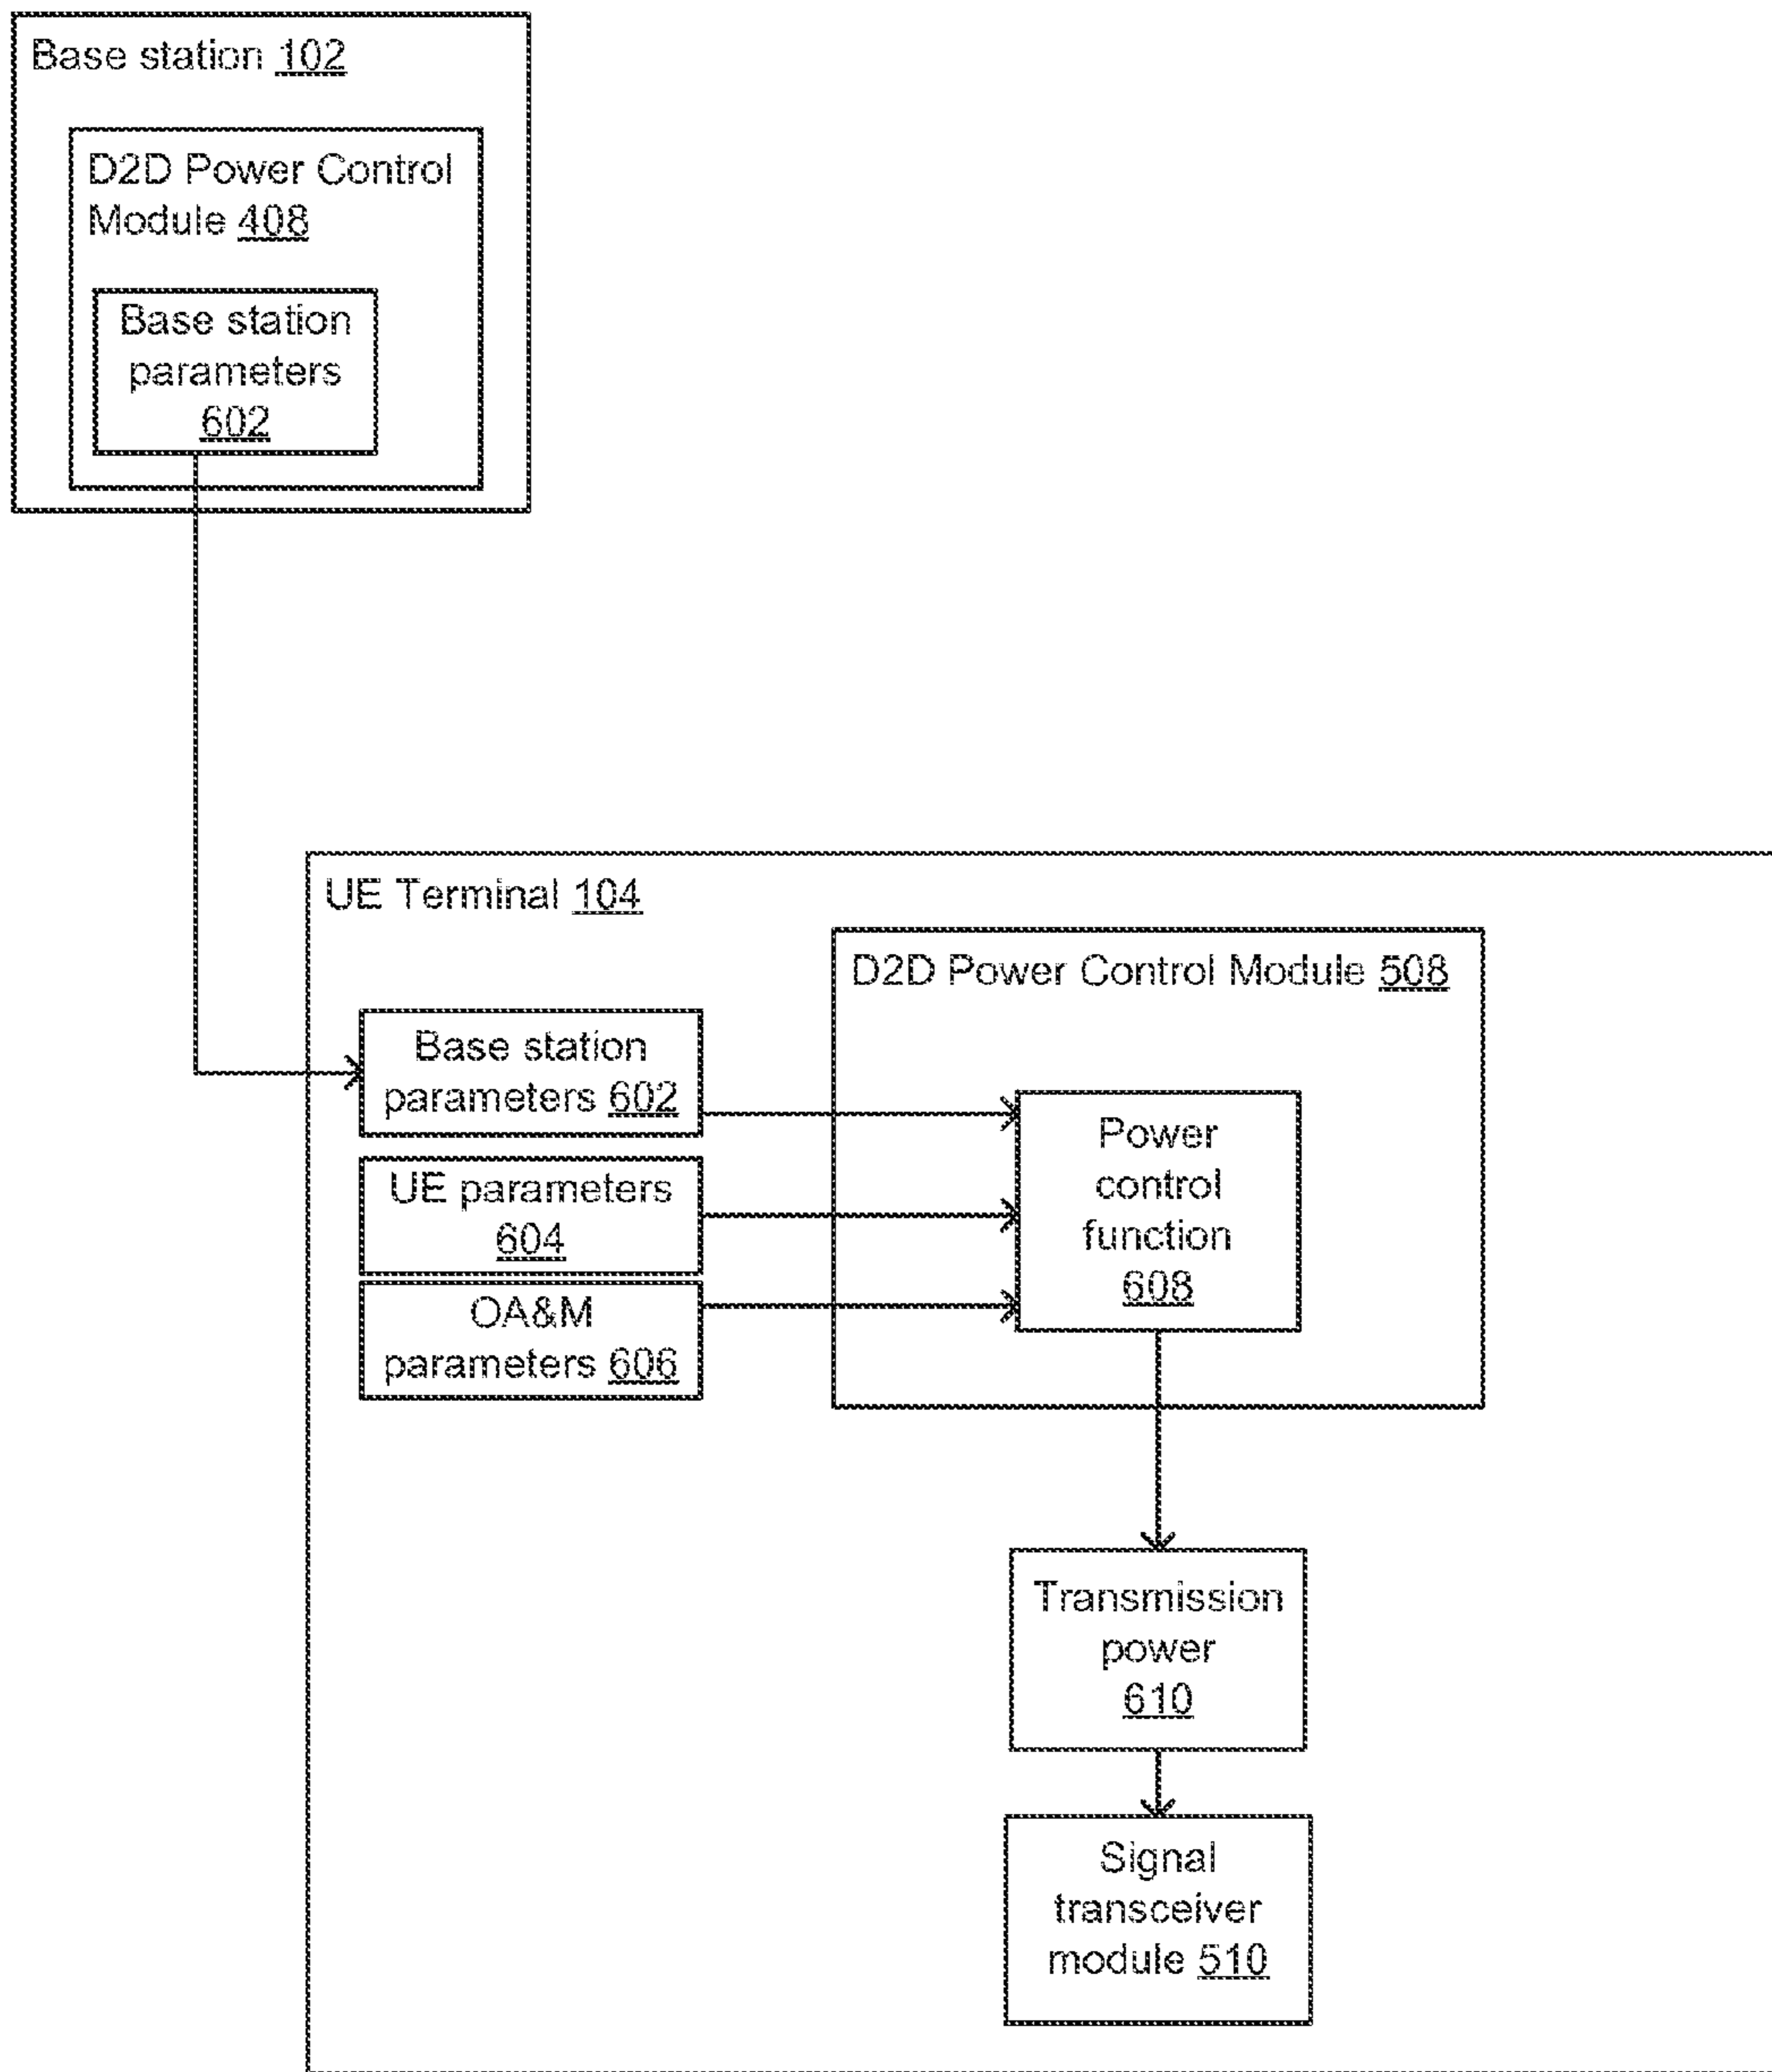 Base station 102
D2D Power Control
Module 408
Base station
parameters
602
UE Terminal 104
D2D Power Control Module 508
Base station
parameters 602
UE parameters
604
OA&M
parameters 606
Power
control
function
608
Transmission
power
610
Signal
transceiver
module 510